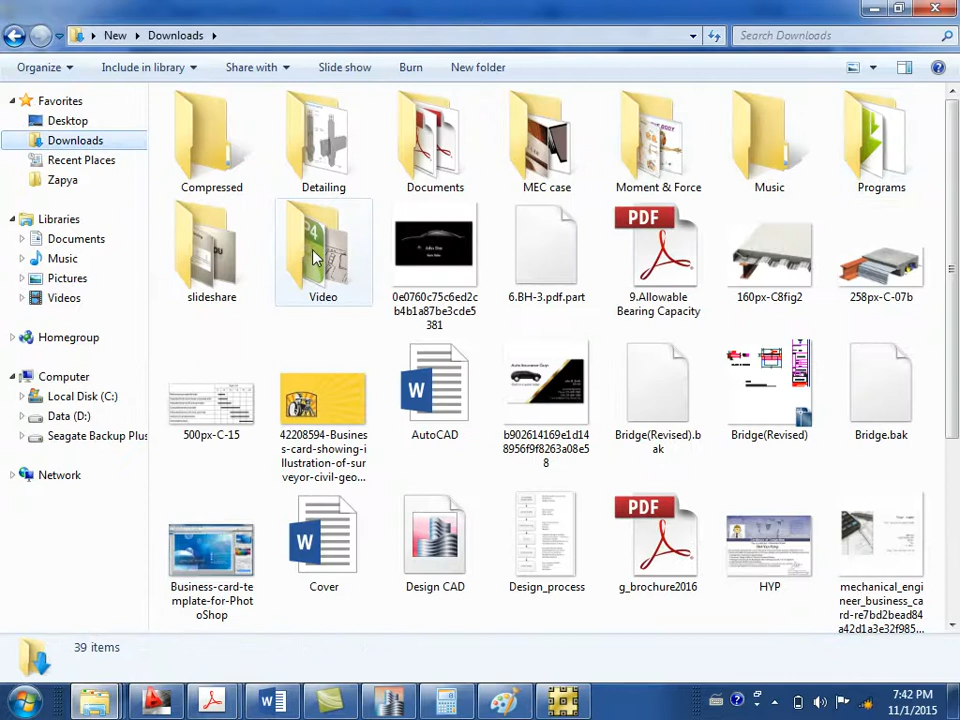 New
Downloads
Search Downloads
Organize
Include in library
Share with
Slide show
Burn
New folder
Favorites
Desktop
Downloads
Recent Places
Zapya
Libraries
Documents
Music
Pictures
Videos
Homegroup
Computer
Local Disk (C:)
Data (D:)
Seagate Backup Plus
Network
Compressed
Detailing
Documents
MEC case
Moment & Force
Music
Programs
slideshare
Video
0e0760c75c6ed2c
b4b1a87be3cde5
381
6.BH-3.pdf.part
PDF
9.Allowable
Bearing Capacity
160px-C8fig2
258px-C-07b
500px-C-15
42208594-Busines
s-card-showing-i
llustration-of-sur
veyor-civil-geo...
W
AutoCAD
b902614169e1d14
8956f9f8263a08e5
8
Bridge(Revised).b
ak
Bridge(Revised)
Bridge.bak
Business-card-te
mplate-for-Phot
oShop
W
Cover
Design CAD
Design_process
PDF
g_brochure2016
HYP
mechanical_engi
neer_business_ca
rd-re7bd2bead84
a42d1a3e32f985...
39 items
7:42 PM
11/1/2015